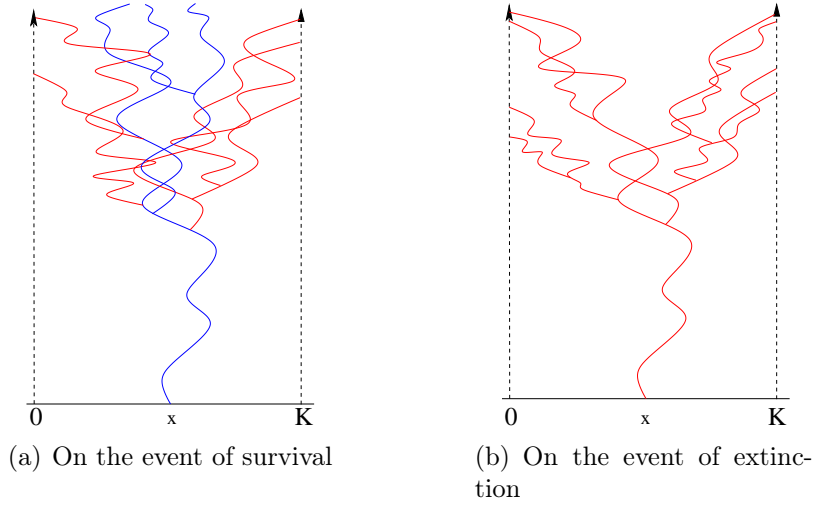 0 x K
0 x K
(a) On the event of survival
(b) On the event of extinc-
tion